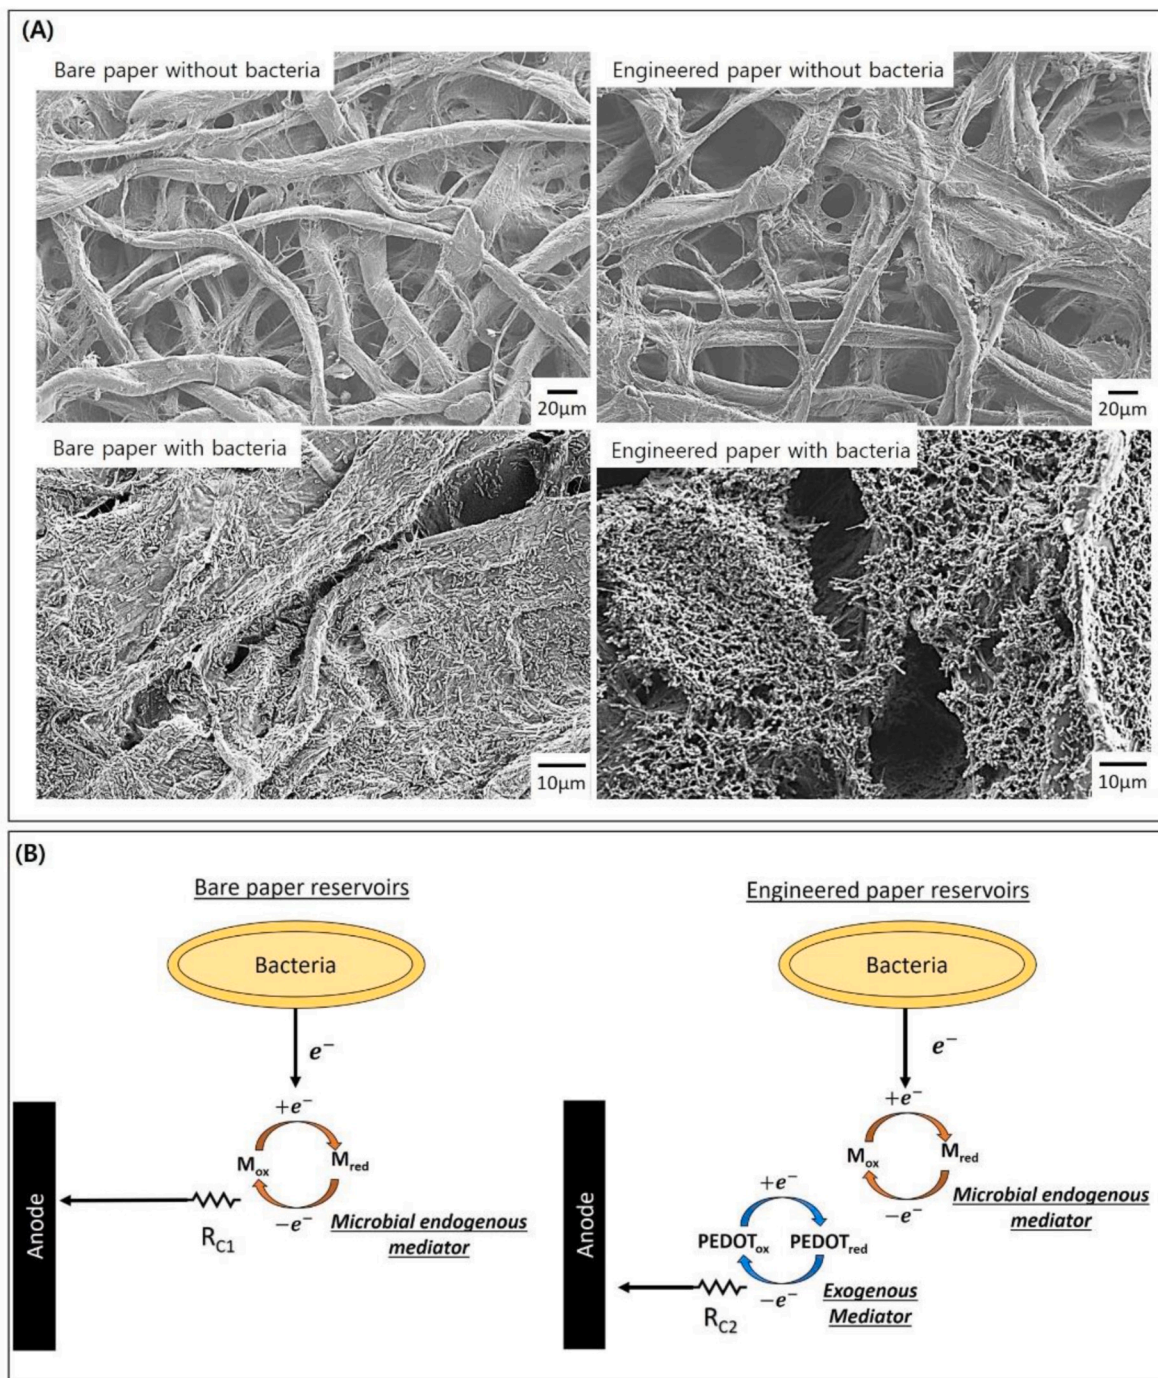 (A)
Bare paper without bacteria
Engineered paper without bacteria
20μm
20μm
Bare paper with bacteria
Engineered paper with bacteria
10μm
10μm
(B)
Bare paper reservoirs
Engineered paper reservoirs
Bacteria
Bacteria
e⁻
e⁻
+e⁻
+e⁻
Mox
Mred
Mox
Mred
−e⁻
−e⁻
Microbial endogenous
mediator
Microbial endogenous
mediator
Anode
RC1
Anode
+e⁻
PEDOTox
PEDOTred
−e⁻
RC2
Exogenous
Mediator